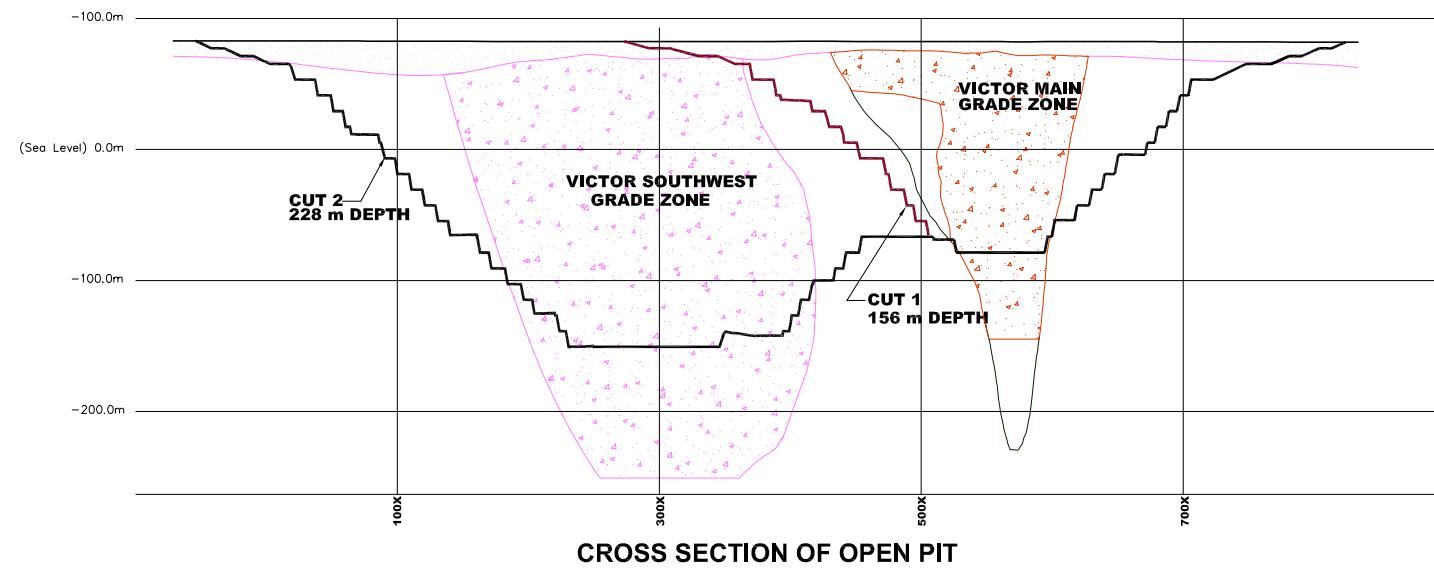 -100.0m
VICTOR MAIN
GRADE ZONE
(Sea Level) 0.0m
VICTOR SOUTHWEST
GRADE ZONE
CUT 2
228 m DEPTH
-100.0m
CUT 1
156 m DEPTH
-200.0m
100X
300X
500X
700X
CROSS SECTION OF OPEN PIT